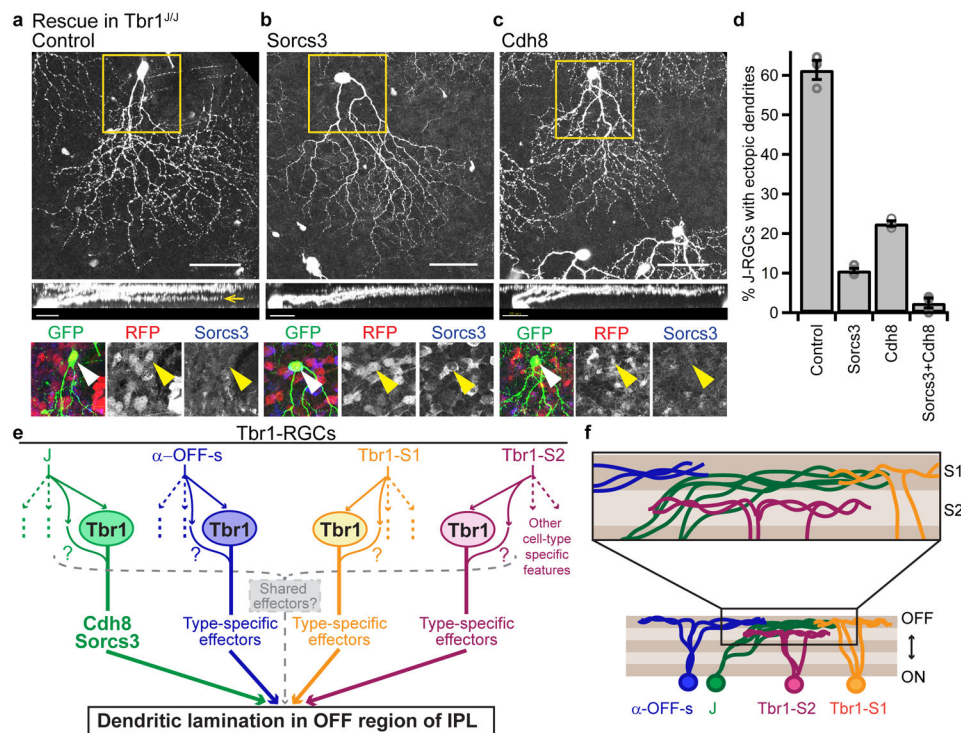 a Rescue in Tbr1J/J
Control
b
Sorcs3
c
Cdh8
GFP RFP Sorcs3
GFP RFP Sorcs3
GFP RFP Sorcs3
d
% J-RGCs with ectopic dendrites
60
50
40
30
20
10
0
Control
Sorcs3
Cdh8
Sorcs3+Cdh8
e
Tbr1-RGCs
J α–OFF-s Tbr1-S1 Tbr1-S2
Tbr1 Tbr1 Tbr1 Tbr1
? ? ? ?
Other
cell-type
specific
features
Shared
effectors?
Cdh8
Sorcs3
Type-specific
effectors
Type-specific
effectors
Type-specific
effectors
Dendritic lamination in OFF region of IPL
f
S1
S2
OFF
ON
α-OFF-s J Tbr1-S2 Tbr1-S1